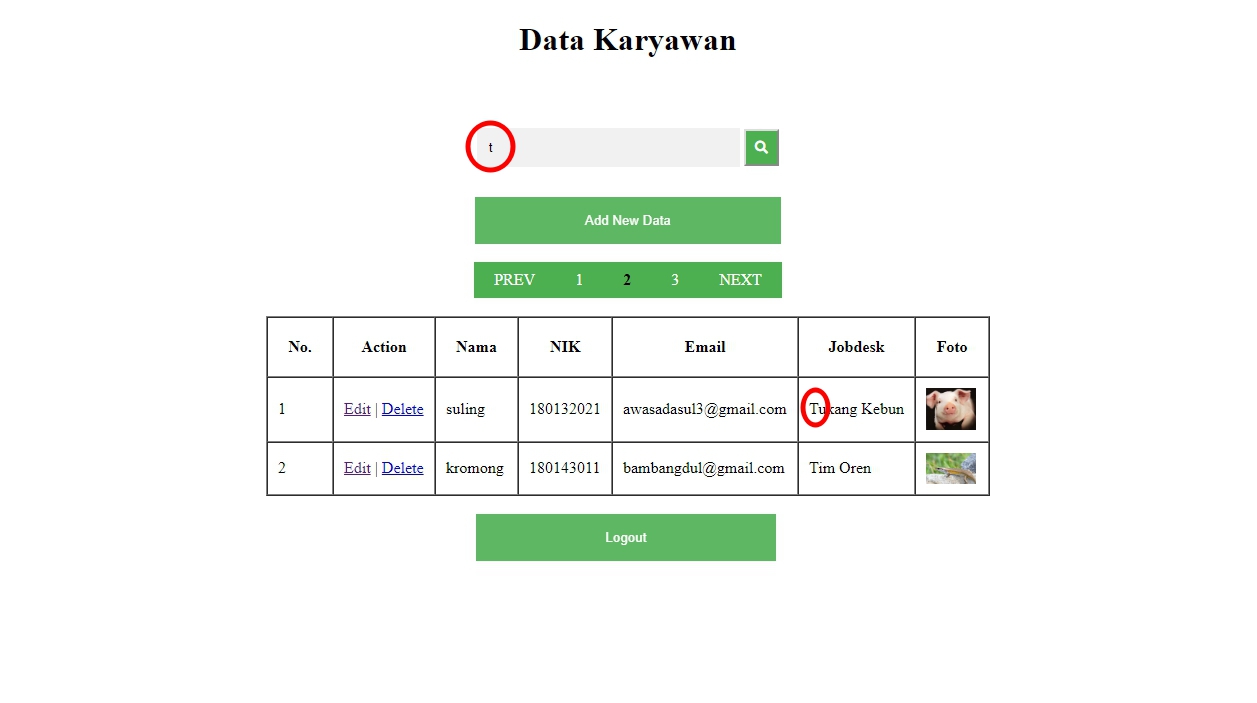 Data Karyawan
t
Add New Data
PREV 1 2 3 NEXT
No. Action Nama NIK Email Jobdesk Foto
1 Edit | Delete suling 180132021 awasadasul3@gmail.com Tukang Kebun
2 Edit | Delete kromong 180143011 bambangdul@gmail.com Tim Oren
Logout